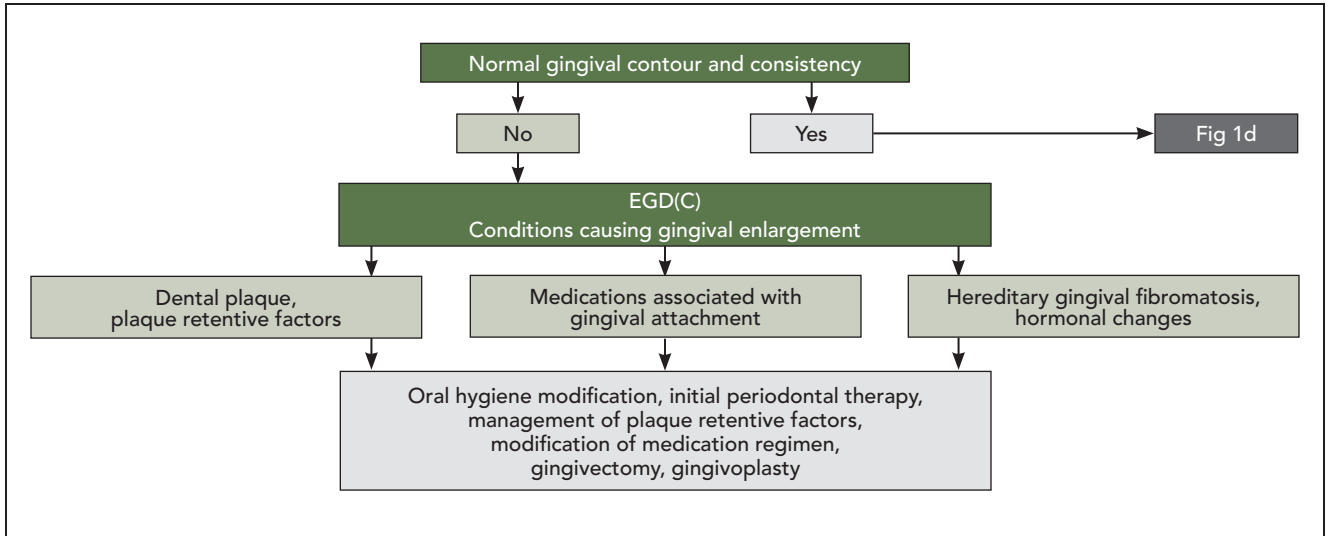 Normal gingival contour and consistency
No
Yes
Fig 1d
EGD(C)
Conditions causing gingival enlargement
Dental plaque,
plaque retentive factors
Medications associated with
gingival attachment
Hereditary gingival fibromatosis,
hormonal changes
Oral hygiene modification, initial periodontal therapy,
management of plaque retentive factors,
modification of medication regimen,
gingivectomy, gingivoplasty